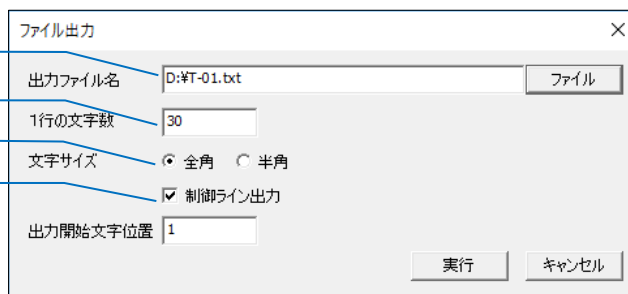 ファイル出力
出力ファイル名 D:¥T-01.txt ファイル
1行の文字数 30
文字サイズ 全角 半角
制御ライン出力
出力開始文字位置 1
実行 キャンセル